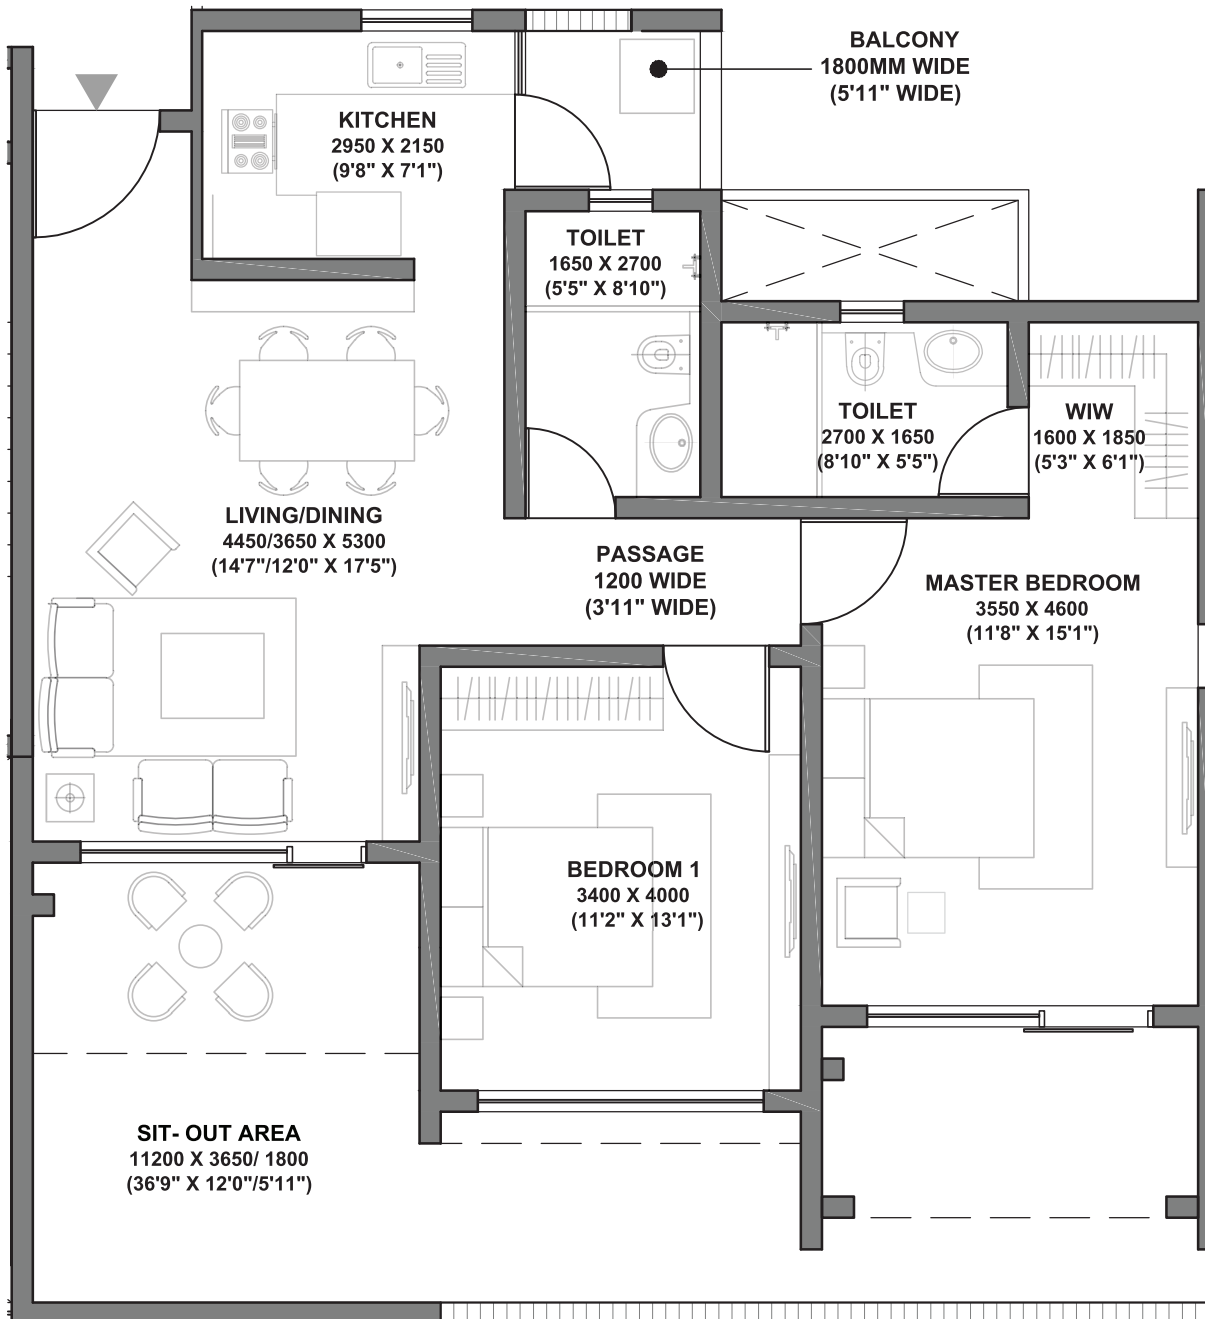 BALCONY
1800MM WIDE
(5'11" WIDE)
KITCHEN
2950 X 2150
(9'8" X 7'1")
TOILET
1650 X 2700
(5'5" X 8'10")
TOILET
2700 X 1650
(8'10" X 5'5")
WIW
1600 X 1850
(5'3" X 6'1")
LIVING/DINING
4450/3650 X 5300
(14'7"/12'0" X 17'5")
PASSAGE
1200 WIDE
(3'11" WIDE)
MASTER BEDROOM
3550 X 4600
(11'8" X 15'1")
BEDROOM 1
3400 X 4000
(11'2" X 13'1")
SIT- OUT AREA
11200 X 3650/ 1800
(36'9" X 12'0"/5'11")